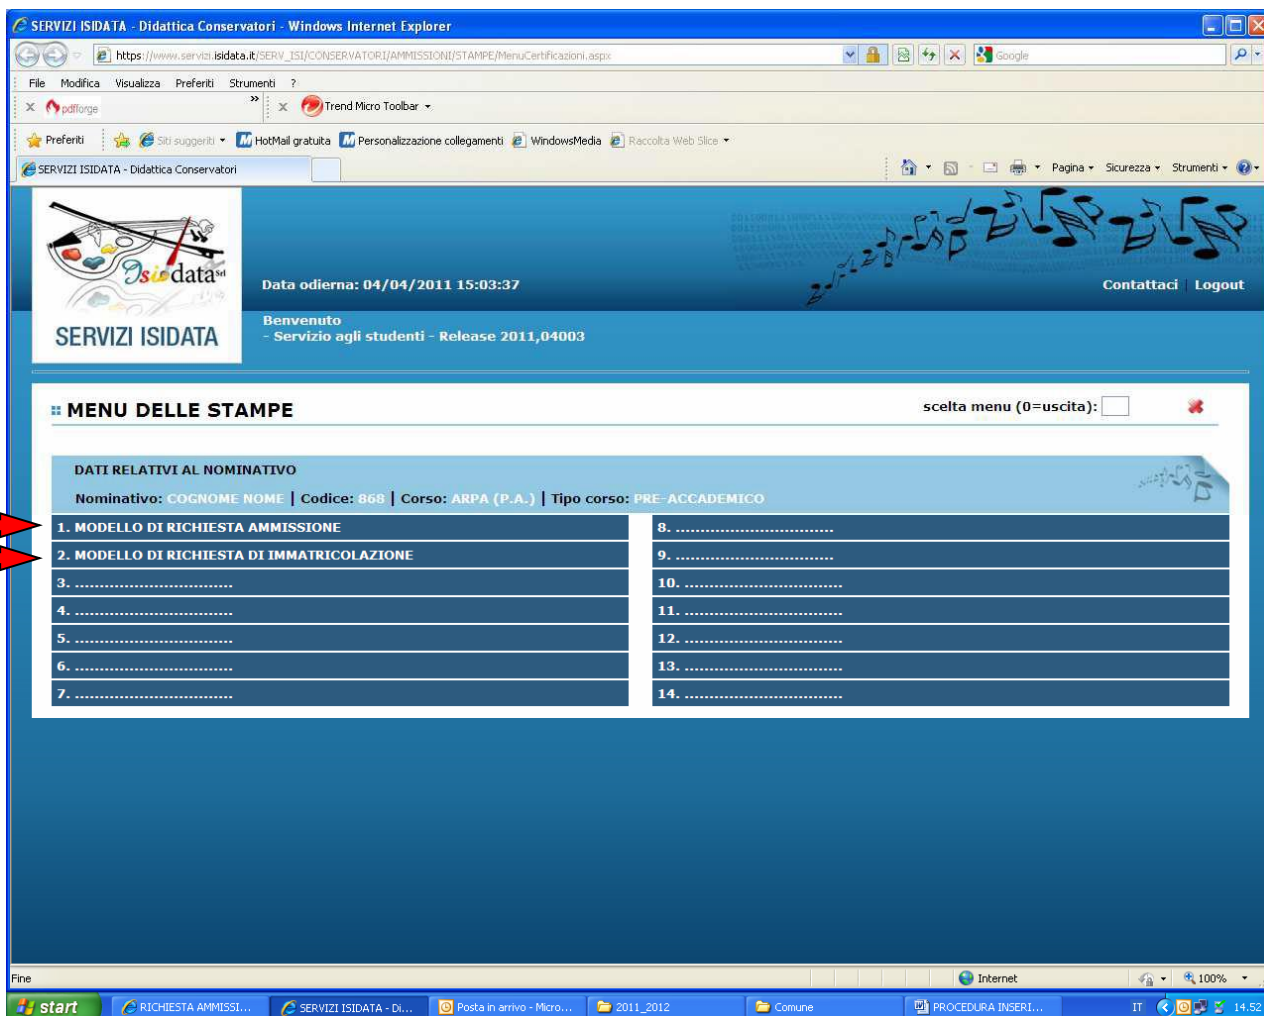 SERVIZI ISIDATA - Didattica Conservatori - Windows Internet Explorer
https://www.servizi.isidata.it/SERV_ISI/CONSERVATORI/AMMISSIONI/STAMPE/MenuCertificazioni.aspx
Google
File Modifica Visualizza Preferiti Strumenti ?
x pdfforge » x Trend Micro Toolbar
Preferiti Siti suggeriti HotMail gratuita Personalizzazione collegamenti WindowsMedia Raccolta Web Slice
SERVIZI ISIDATA - Didattica Conservatori
Pagina Sicurezza Strumenti
Isidata srl
SERVIZI ISIDATA
Data odierna: 04/04/2011 15:03:37
Contattaci | Logout
Benvenuto
- Servizio agli studenti - Release 2011,04003
MENU DELLE STAMPE
scelta menu (0=uscita):
DATI RELATIVI AL NOMINATIVO
Nominativo: COGNOME NOME | Codice: 868 | Corso: ARPA (P.A.) | Tipo corso: PRE-ACCADEMICO
1. MODELLO DI RICHIESTA AMMISSIONE
2. MODELLO DI RICHIESTA DI IMMATRICOLAZIONE
3. ...............................
4. ...............................
5. ...............................
6. ...............................
7. ...............................
8. ...............................
9. ...............................
10. ...............................
11. ...............................
12. ...............................
13. ...............................
14. ...............................
Fine
Internet
100%
start
RICHIESTA AMMISSI...
SERVIZI ISIDATA - Di...
Posta in arrivo - Micro...
2011_2012
Comune
PROCEDURA INSERI...
IT
14.52